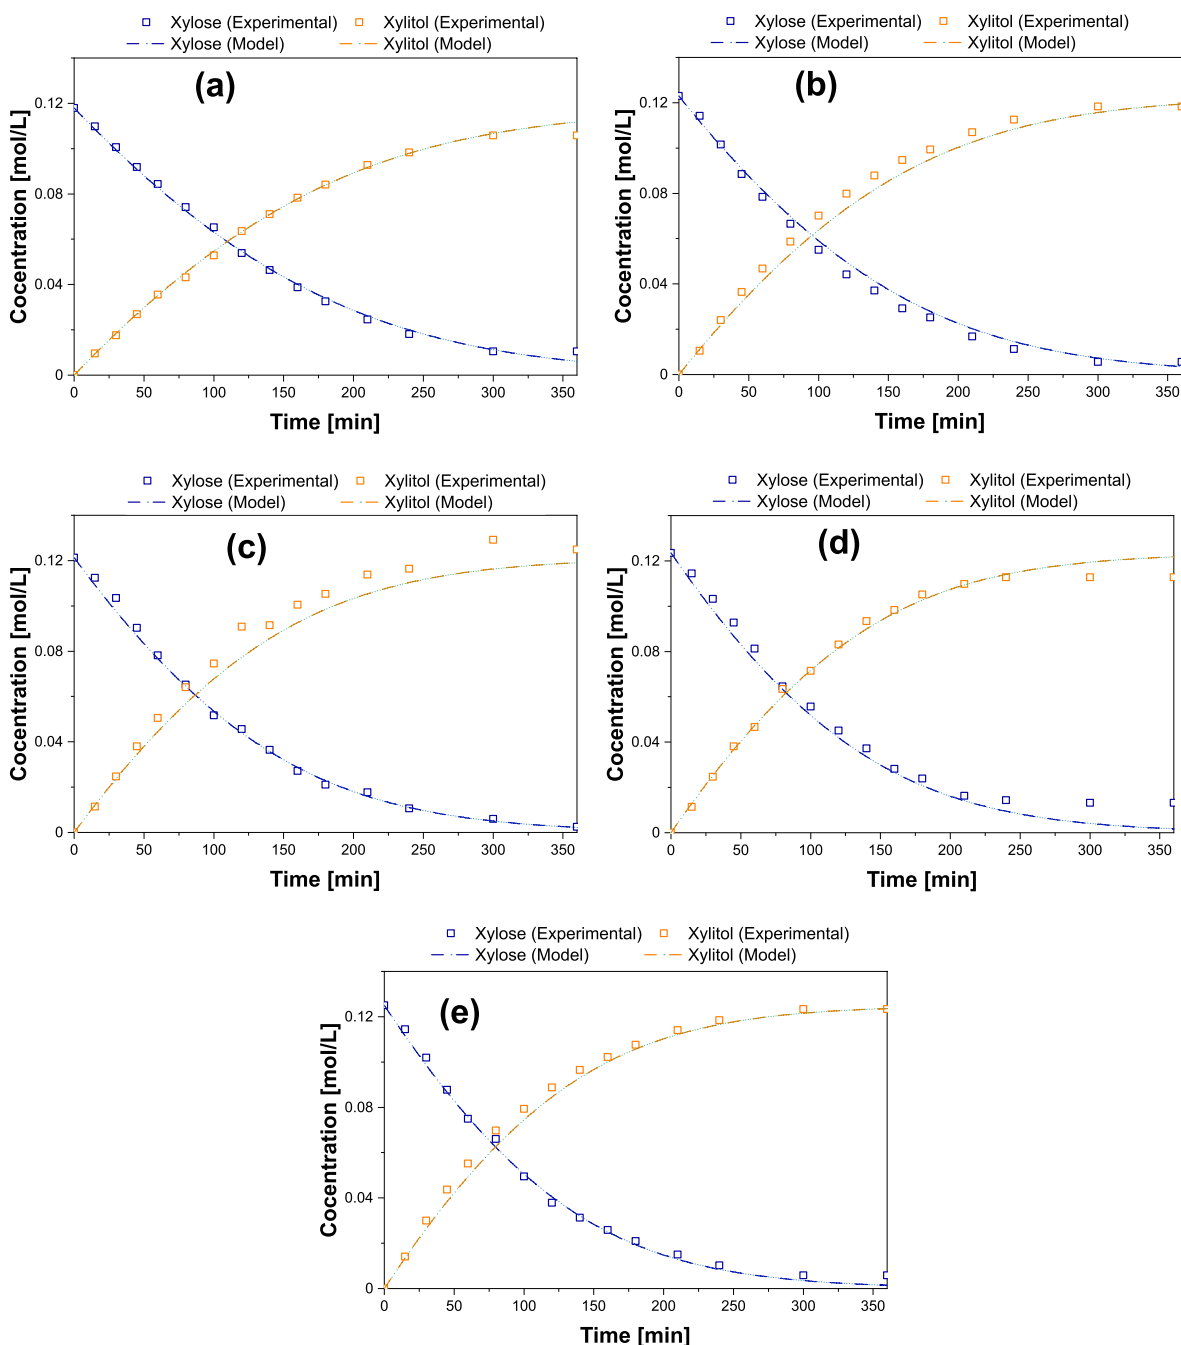 Xylose (Experimental) Xylitol (Experimental)
Xylose (Model) Xylitol (Model)
(a)
Cocentration [mol/L]
0.12
0.08
0.04
0
0 50 100 150 200 250 300 350
Time [min]
Xylose (Experimental) Xylitol (Experimental)
Xylose (Model) Xylitol (Model)
(b)
Cocentration [mol/L]
0.12
0.08
0.04
0
0 50 100 150 200 250 300 350
Time [min]
Xylose (Experimental) Xylitol (Experimental)
Xylose (Model) Xylitol (Model)
(c)
Cocentration [mol/L]
0.12
0.08
0.04
0
0 50 100 150 200 250 300 350
Time [min]
Xylose (Experimental) Xylitol (Experimental)
Xylose (Model) Xylitol (Model)
(d)
Cocentration [mol/L]
0.12
0.08
0.04
0
0 50 100 150 200 250 300 350
Time [min]
Xylose (Experimental) Xylitol (Experimental)
Xylose (Model) Xylitol (Model)
(e)
Cocentration [mol/L]
0.12
0.08
0.04
0
0 50 100 150 200 250 300 350
Time [min]